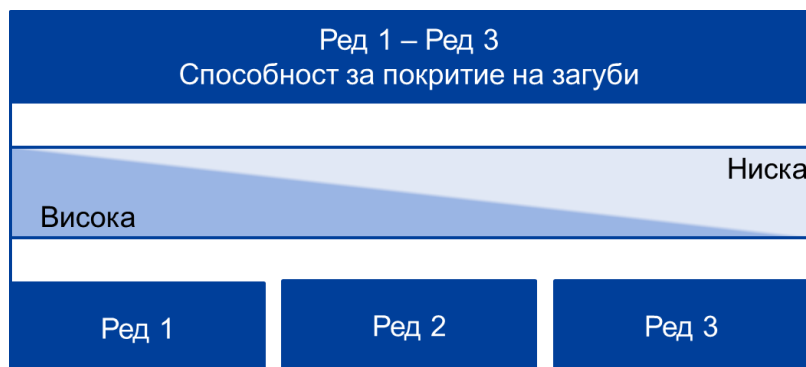 Ред 1 – Ред 3
Способност за покритие на загуби
Ниска
Висока
Ред 1
Ред 2
Ред 3